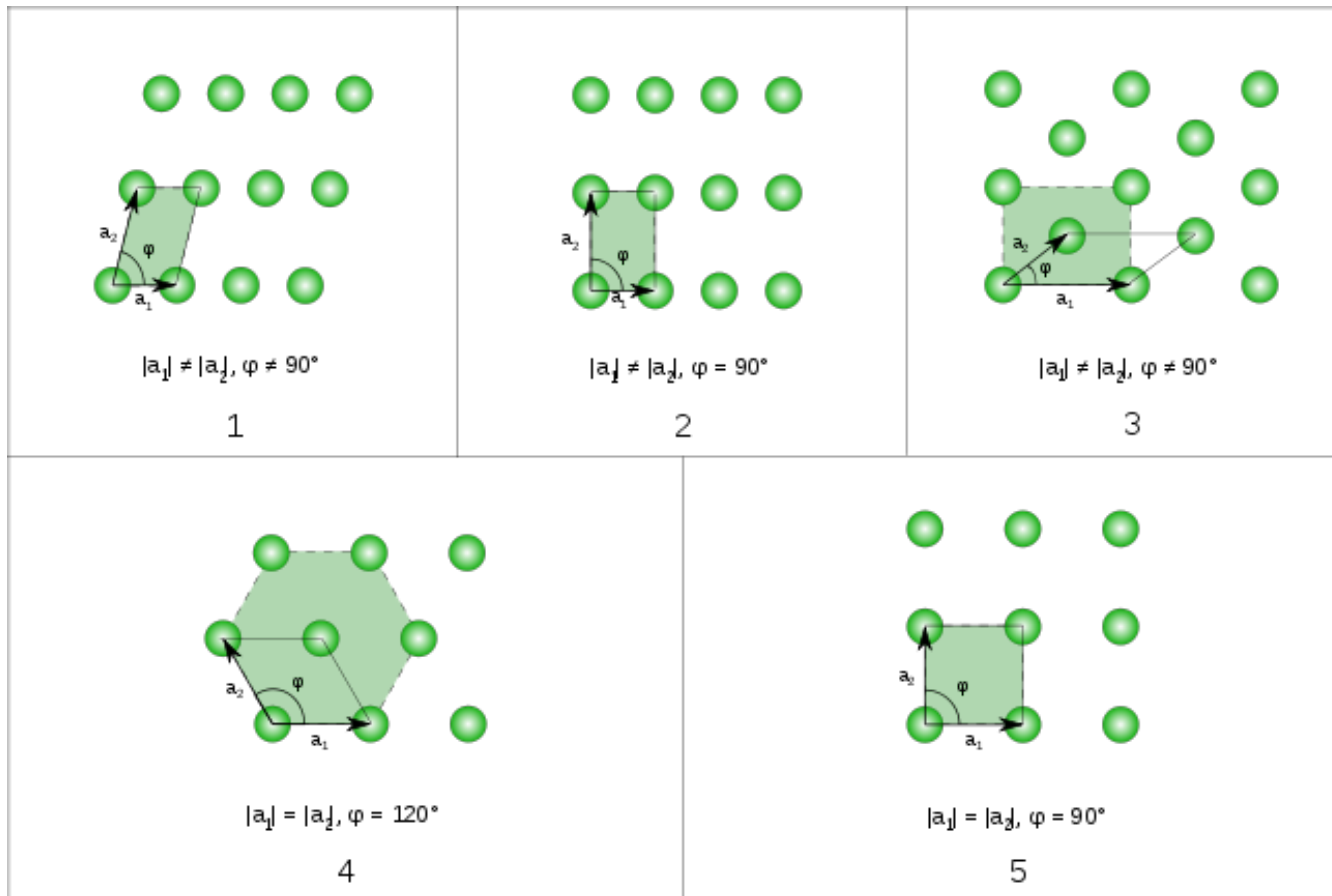 a₂
φ
a₁
|a₁| ≠ |a₂|, φ ≠ 90°
1
a₂
φ
a₁
|a₁| ≠ |a₂|, φ = 90°
2
a₂
φ
a₁
|a₁| ≠ |a₂|, φ ≠ 90°
3
φ
a₂
a₁
|a₁| = |a₂|, φ = 120°
4
a₂
φ
a₁
|a₁| = |a₂|, φ = 90°
5